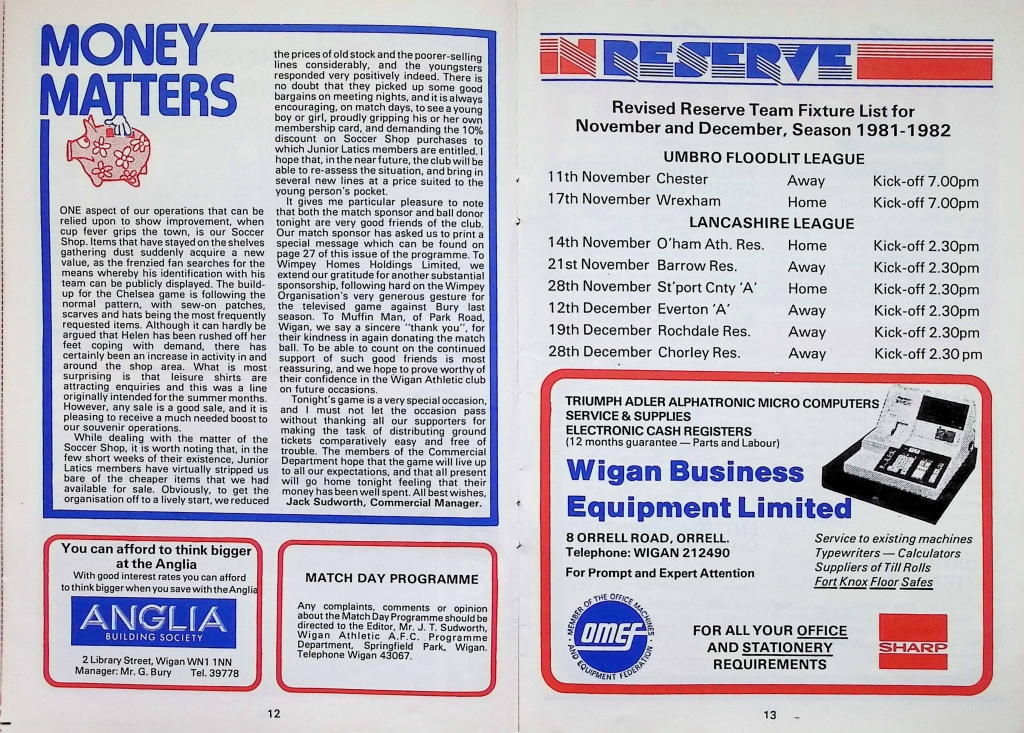 MONEY
MATTERS
ONE aspect of our operations that can be
relied upon to show improvement, when
cup fever grips the town, is our Soccer
Shop. Items that have stayed on the shelves
gathering dust suddenly acquire a new
value, as the frenzied fan searches for the
means whereby his identification with his
team can be publicly displayed. The build-
up for the Chelsea game is following the
normal pattern, with sew-on patches,
scarves and hats being the most frequently
requested items. Although it can hardly be
argued that Helen has been rushed off her
feet coping with demand, there has
certainly been an increase in activity in and
around the shop area. What is most
surprising is that leisure shirts are
attracting enquiries and this was a line
originally intended for the summer months.
However, any sale is a good sale, and it is
pleasing to receive a much needed boost to
our souvenir operations.
While dealing with the matter of the
Soccer Shop, it is worth noting that, in the
few short weeks of their existence, Junior
Latics members have virtually stripped us
bare of the cheaper items that we had
available for sale. Obviously, to get the
organisation off to a lively start, we reduced
the prices of old stock and the poorer-selling
lines considerably, and the youngsters
responded very positively indeed. There is
no doubt that they picked up some good
bargains on meeting nights, and it is always
encouraging, on match days, to see a young
boy or girl, proudly gripping his or her own
membership card, and demanding the 10%
discount on Soccer Shop purchases to
which Junior Latics members are entitled. I
hope that, in the near future, the club will be
able to re-assess the situation, and bring in
several new lines at a price suited to the
young person's pocket.
It gives me particular pleasure to note
that both the match sponsor and ball donor
tonight are very good friends of the club.
Our match sponsor has asked us to print a
special message which can be found on
page 27 of this issue of the programme. To
Wimpey Homes Holdings Limited, we
extend our gratitude for another substantial
sponsorship, following hard on the Wimpey
Organisation's very generous gesture for
the televised game against Bury last
season. To Muffin Man, of Park Road,
Wigan, we say a sincere "thank you", for
their kindness in again donating the match
ball. To be able to count on the continued
support of such good friends is most
reassuring, and we hope to prove worthy of
their confidence in the Wigan Athletic club
on future occasions.
Tonight's game is a very special occasion,
and I must not let the occasion pass
without thanking all our supporters for
making the task of distributing ground
tickets comparatively easy and free of
trouble. The members of the Commercial
Department hope that the game will live up
to all our expectations, and that all present
will go home tonight feeling that their
money has been well spent. All best wishes,
Jack Sudworth, Commercial Manager.
You can afford to think bigger
at the Anglia
With good interest rates you can afford
to think bigger when you save with the Anglia
ANGLIA
BUILDING SOCIETY
2 Library Street, Wigan WN1 1NN
Manager: Mr. G. Bury Tel. 39778
MATCH DAY PROGRAMME
Any complaints, comments or opinion
about the Match Day Programme should be
directed to the Editor, Mr. J. T. Sudworth,
Wigan Athletic A.F.C. Programme
Department, Springfield Park, Wigan.
Telephone Wigan 43067.
12
IN RESERVE
Revised Reserve Team Fixture List for
November and December, Season 1981-1982
UMBRO FLOODLIT LEAGUE
11th November Chester Away Kick-off 7.00pm
17th November Wrexham Home Kick-off 7.00pm
LANCASHIRE LEAGUE
14th November O'ham Ath. Res. Home Kick-off 2.30pm
21st November Barrow Res. Away Kick-off 2.30pm
28th November St'port Cnty 'A' Home Kick-off 2.30pm
12th December Everton 'A' Away Kick-off 2.30pm
19th December Rochdale Res. Away Kick-off 2.30pm
28th December Chorley Res. Away Kick-off 2.30pm
TRIUMPH ADLER ALPHATRONIC MICRO COMPUTERS
SERVICE & SUPPLIES
ELECTRONIC CASH REGISTERS
(12 months guarantee — Parts and Labour)
Wigan Business
Equipment Limited
8 ORRELL ROAD, ORRELL.
Telephone: WIGAN 212490
For Prompt and Expert Attention
Service to existing machines
Typewriters — Calculators
Suppliers of Till Rolls
Fort Knox Floor Safes
MEMBER OF THE OFFICE MACHINES
omef
AND EQUIPMENT FEDERATION
FOR ALL YOUR OFFICE
AND STATIONERY
REQUIREMENTS
SHARP
13